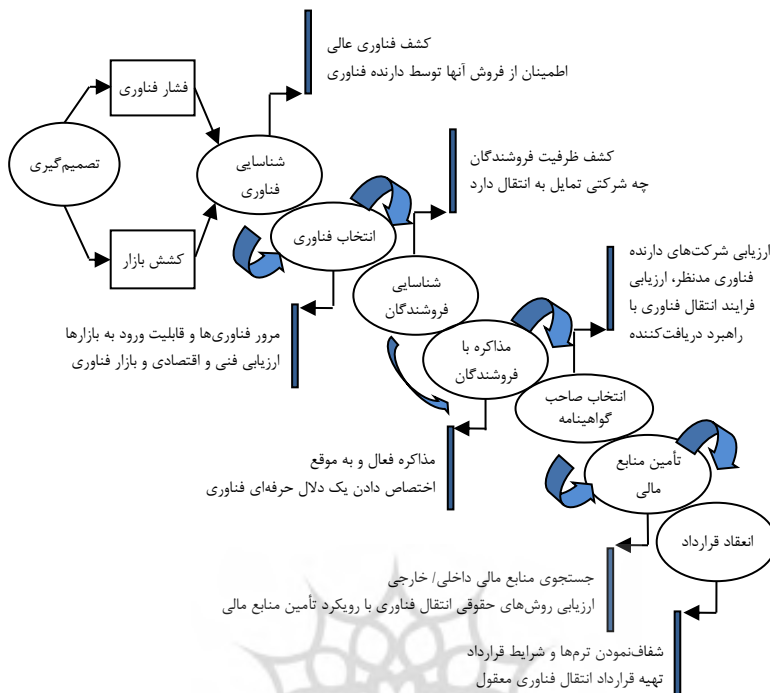 کشف فناوری عالی
اطمینان از فروش آنها توسط دارنده فناوری
فشار فناوری
تصمیم‌گیری
شناسایی
فناوری
کشش بازار
کشف ظرفیت فروشندگان
چه شرکتی تمایل به انتقال دارد
انتخاب فناوری
ارزیابی شرکت‌های دارنده
فناوری مدنظر، ارزیابی
فرایند انتقال فناوری با
راهبرد دریافت‌کننده
شناسایی
فروشندگان
مرور فناوری‌ها و قابلیت ورود به بازارها
ارزیابی فنی و اقتصادی و بازار فناوری
مذاکره با
فروشندگان
انتخاب صاحب
گواهینامه
مذاکره فعال و به موقع
اختصاص دادن یک دلال حرفه‌ای فناوری
تأمین منابع
مالی
انعقاد قرارداد
جستجوی منابع مالی داخلی/ خارجی
ارزیابی روش‌های حقوقی انتقال فناوری با رویکرد تأمین منابع مالی
شفاف‌نمودن ترم‌ها و شرایط قرارداد
تهیه قرارداد انتقال فناوری معقول